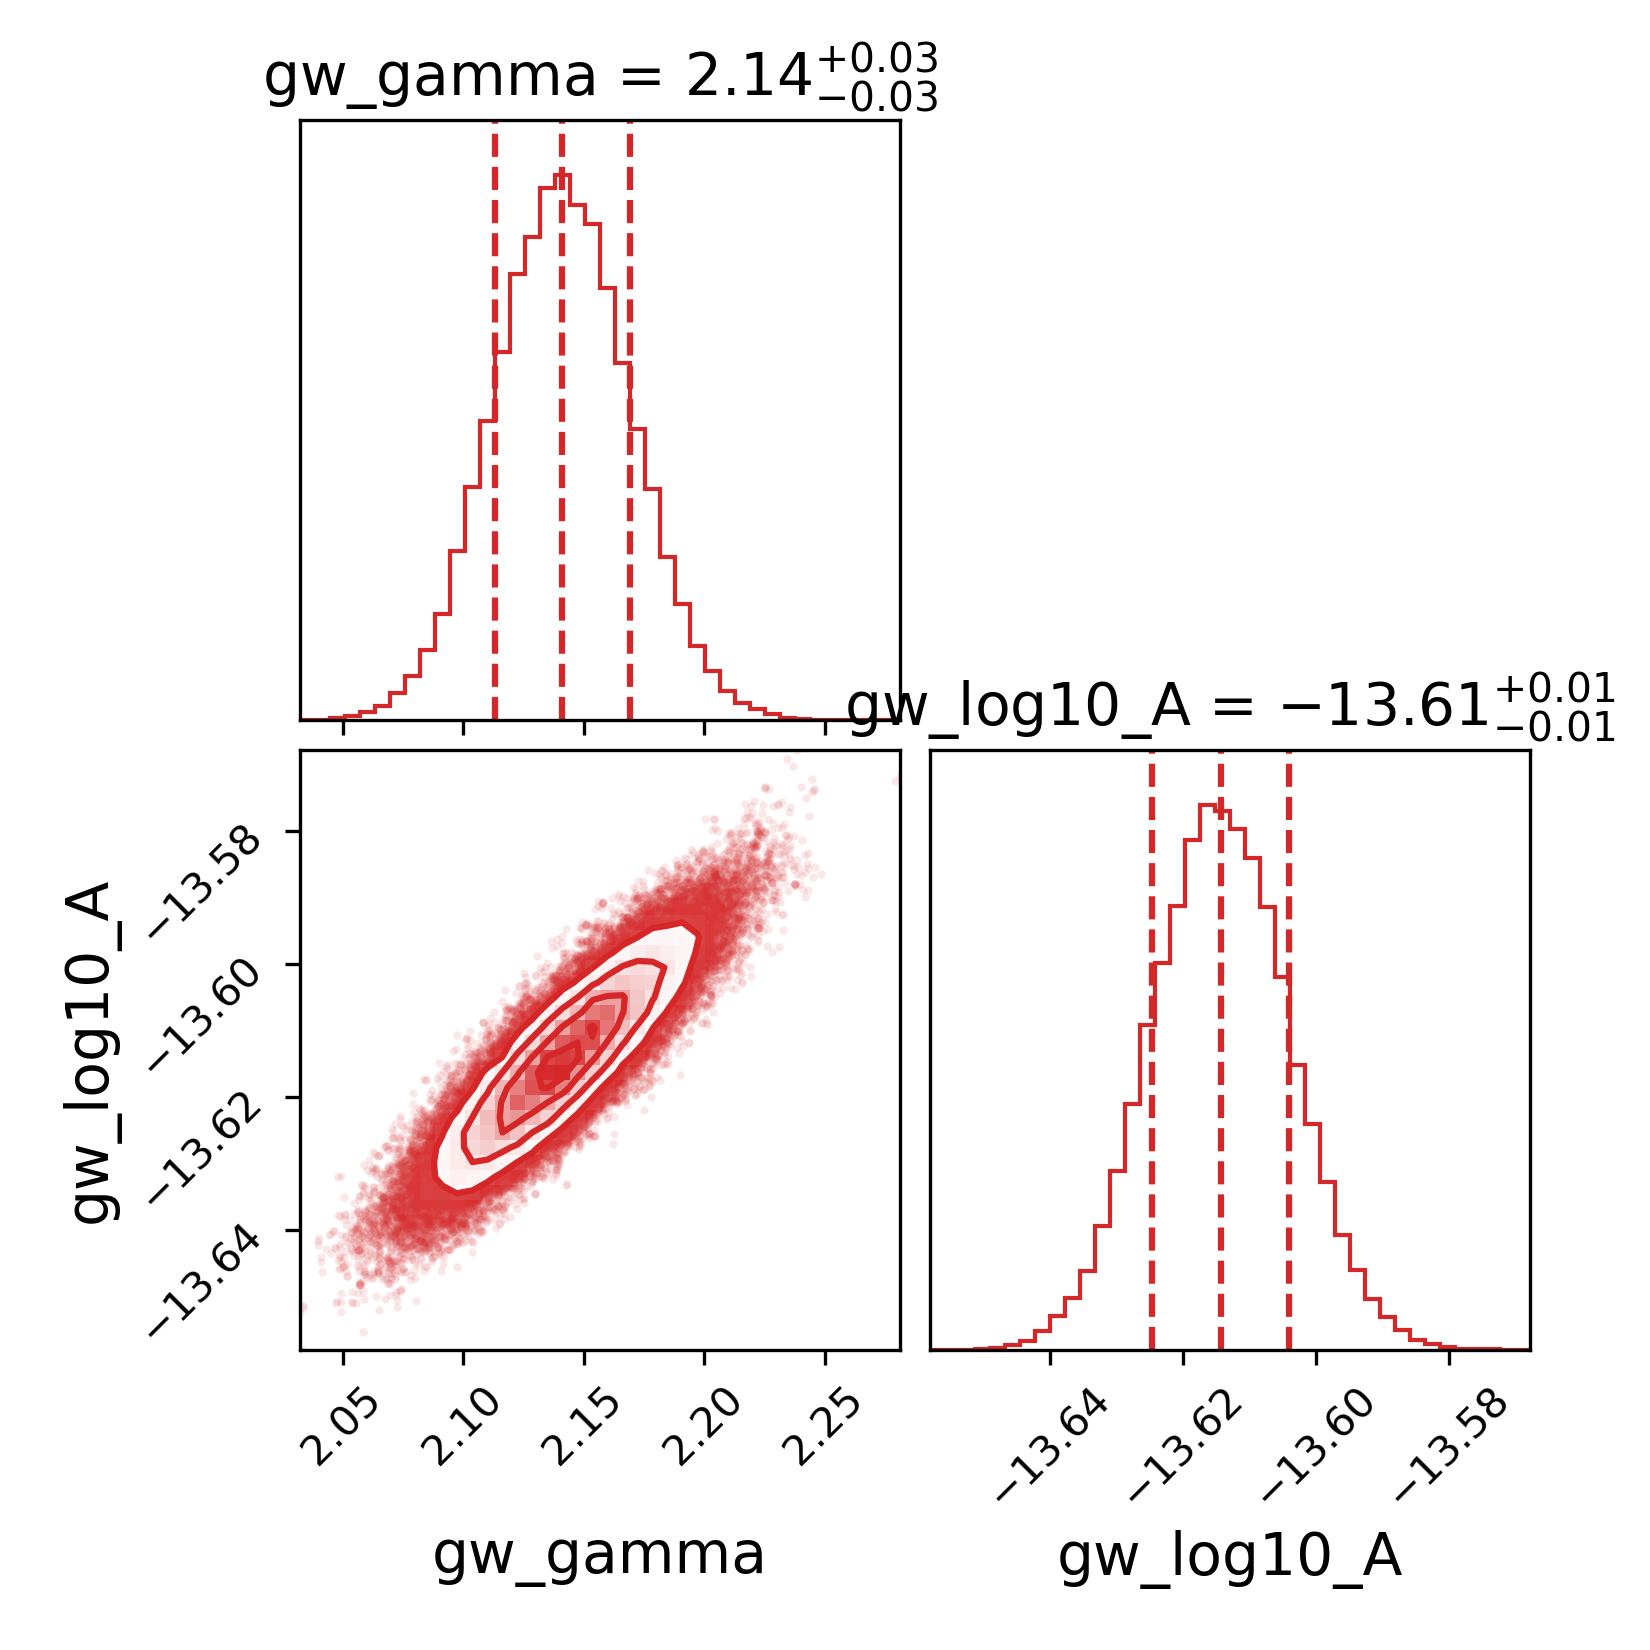 gw_gamma = 2.14+0.03 −0.03
gw_log10_A = −13.61+0.01 −0.01
gw_log10_A
−13.58
−13.60
−13.62
−13.64
2.05 2.10 2.15 2.20 2.25
gw_gamma
−13.64 −13.62 −13.60 −13.58
gw_log10_A